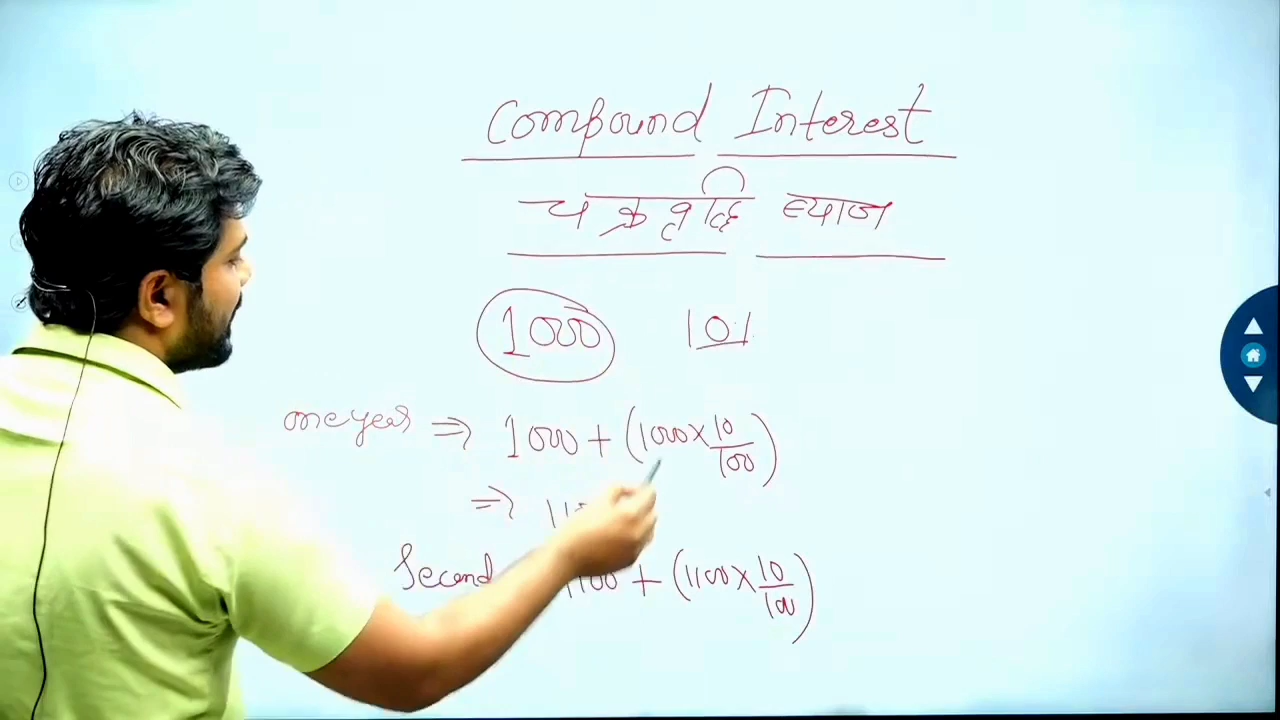 Compound Interest
चक्रवृद्धि ब्याज
1000 10%
one year ⇒ 1000 + (1000 × 10/100)
⇒
Second 1100 + (1100 × 10/100)